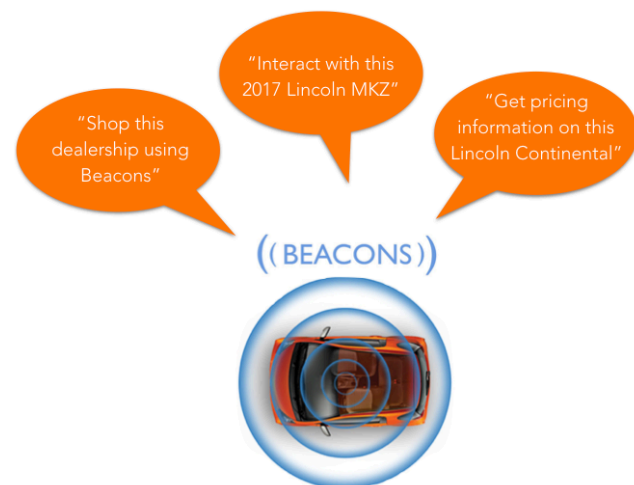 “Shop this
dealership using
Beacons”
“Interact with this
2017 Lincoln MKZ“
“Get pricing
information on this
Lincoln Continental”
((BEACONS))